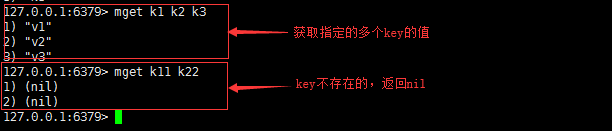 127.0.0.1:6379> mget k1 k2 k3
1) "v1"
2) "v2"
3) "v3"
获取指定的多个key的值
127.0.0.1:6379> mget k11 k22
1) (nil)
2) (nil)
key不存在的，返回nil
127.0.0.1:6379>